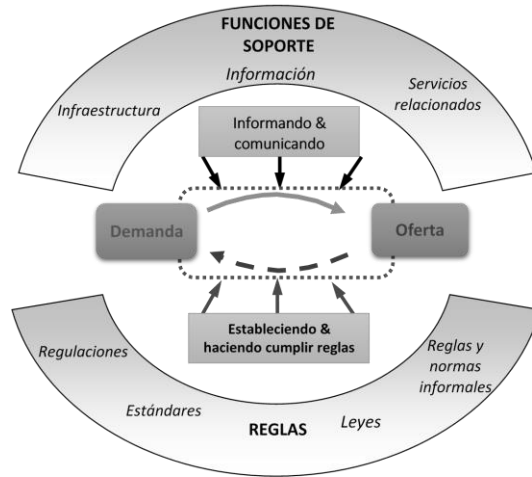 FUNCIONES DE
SOPORTE
Información
Infraestructura
Servicios
relacionados
Informando &
comunicando
Demanda
Oferta
Estableciendo &
haciendo cumplir reglas
Regulaciones
Reglas y
normas
informales
Estándares
Leyes
REGLAS